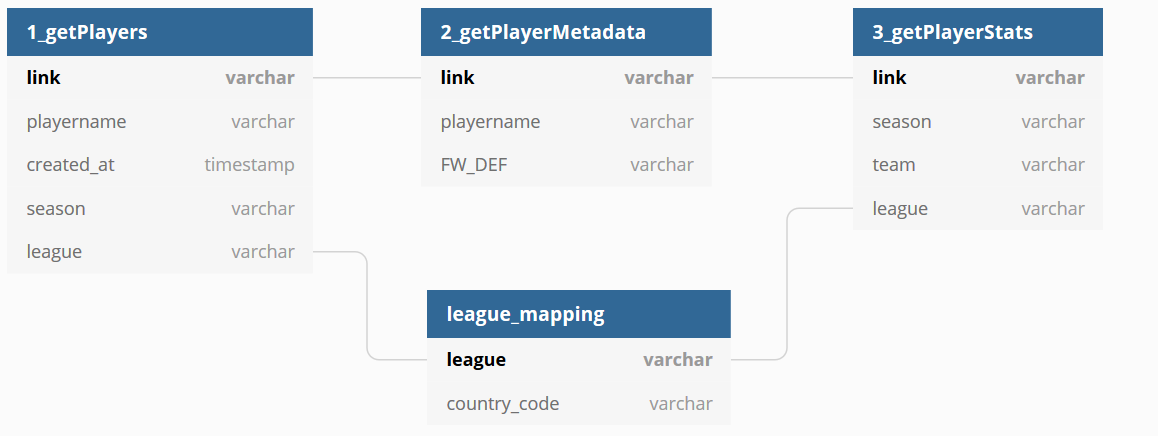 1_getPlayers
link varchar
playername varchar
created_at timestamp
season varchar
league varchar
2_getPlayerMetadata
link varchar
playername varchar
FW_DEF varchar
3_getPlayerStats
link varchar
season varchar
team varchar
league varchar
league_mapping
league varchar
country_code varchar